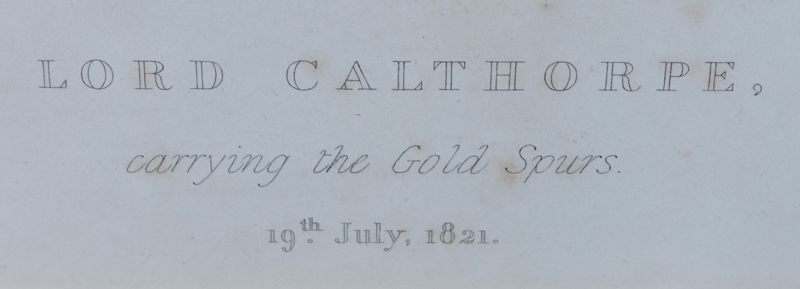 LORD CALTHORPE,
carrying the Gold Spurs.
19th. July, 1821.